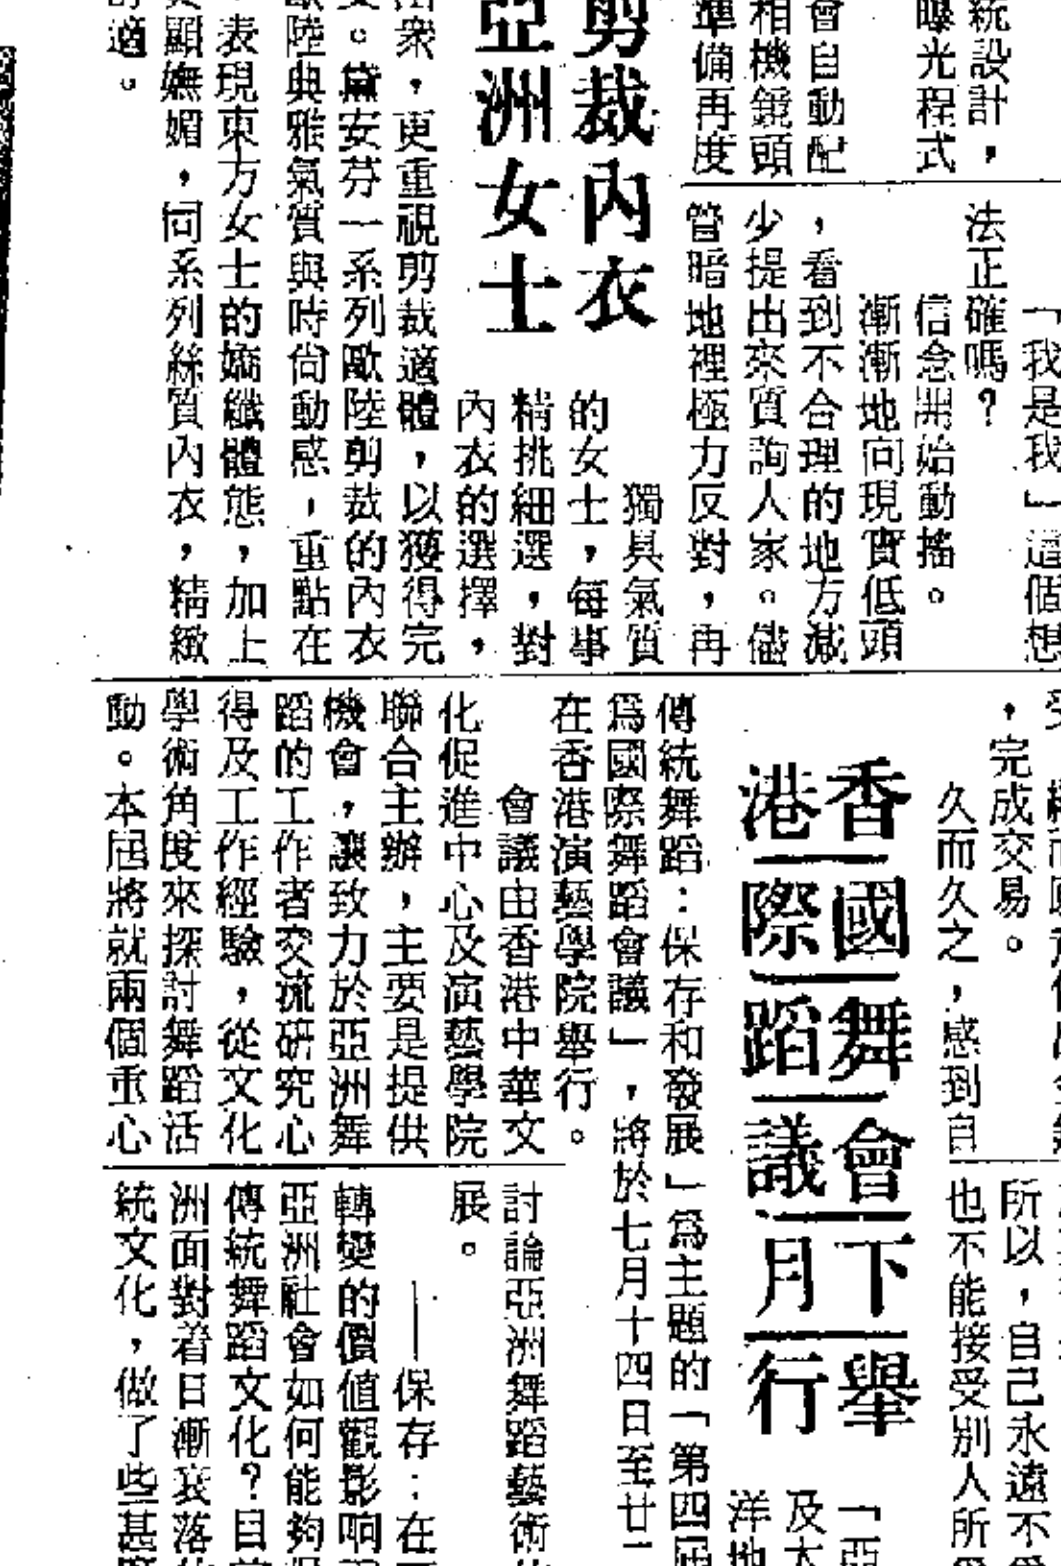 統設計，
曝光程式
會自動配
相機鏡頭
準備再度
「我是我」這個想
法正確嗎？
信念開始動搖。
漸漸地向現實低頭
，看到不合理的地方減
少提出來質詢人家。儘
管暗地裡極力反對，再
剪裁內衣
亞洲女士
獨具氣質
的女士，每事
精挑細選，對
內衣的選擇，
出衆，更重視剪裁適體，以獲得完
。黛安芬一系列歐陸剪裁的內衣
歐陸典雅氣質與時尙動感，重點在
，表現東方女士的嬌纖體態，加上
更顯嫵媚，同系列絲質內衣，精緻
舒適。
，完成交易。
久而久之，感到自
所以，自己永遠不
也不能接受別人所
香國舞會下舉
港際蹈議月行
「亞
及大
洋地
傳統舞蹈：保存和發展」爲主題的「第四屆
爲國際舞蹈會議」，將於七月十四日至廿一
在香港演藝學院舉行。
會議由香港中華文
化促進中心及演藝學院
聯合主辦，主要是提供
機會，讓致力於亞洲舞
蹈的工作者交流硏究心
得及工作經驗，從文化
學術角度來探討舞蹈活
動。本屆將就兩個重心
討論亞洲舞蹈藝術的
展。
——保存：在
轉變的價値觀影响
亞洲社會如何能夠
傳統舞蹈文化？目
洲面對着日漸衰落
統文化，做了些甚